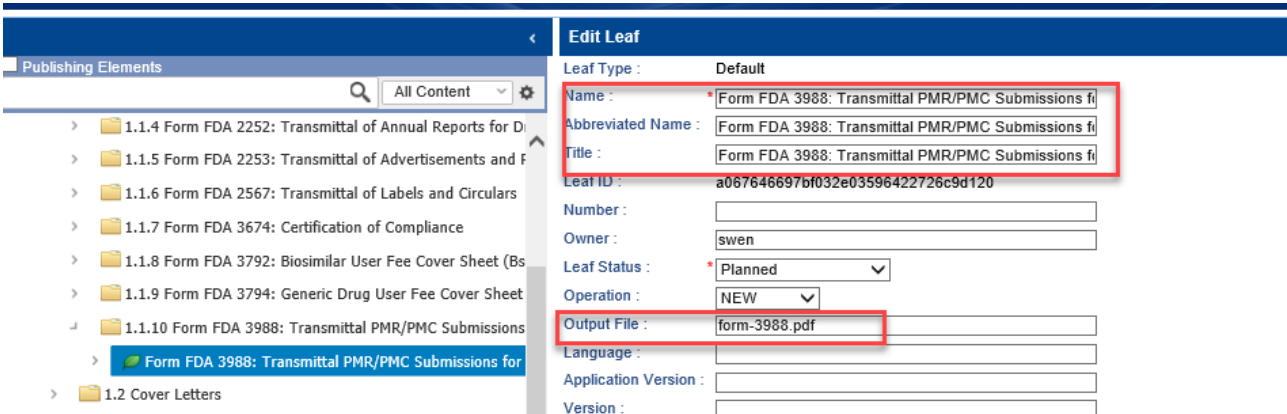 Publishing Elements
All Content
1.1.4 Form FDA 2252: Transmittal of Annual Reports for
1.1.5 Form FDA 2253: Transmittal of Advertisements and
1.1.6 Form FDA 2567: Transmittal of Labels and Circulars
1.1.7 Form FDA 3674: Certification of Compliance
1.1.8 Form FDA 3792: Biosimilar User Fee Cover Sheet (Bs
1.1.9 Form FDA 3794: Generic Drug User Fee Cover Sheet
1.1.10 Form FDA 3988: Transmittal PMR/PMC Submissions
Form FDA 3988: Transmittal PMR/PMC Submissions for
1.2 Cover Letters
Edit Leaf
Leaf Type : Default
Name : * Form FDA 3988: Transmittal PMR/PMC Submissions
Abbreviated Name : Form FDA 3988: Transmittal PMR/PMC Submissions
Title : Form FDA 3988: Transmittal PMR/PMC Submissions
Leaf ID : a067646697bf032e03596422726c9d120
Number :
Owner : swen
Leaf Status : * Planned
Operation : NEW
Output File : form-3988.pdf
Language :
Application Version :
Version :